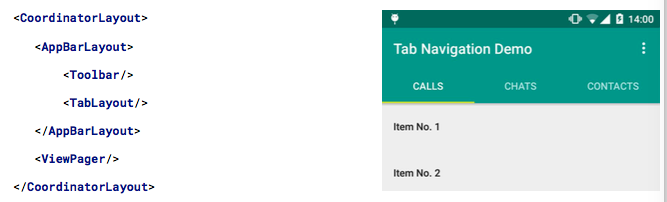 <CoordinatorLayout>
<AppBarLayout>
<Toolbar/>
<TabLayout/>
</AppBarLayout>
<ViewPager/>
</CoordinatorLayout>
14:00
Tab Navigation Demo
CALLS CHATS CONTACTS
Item No. 1
Item No. 2